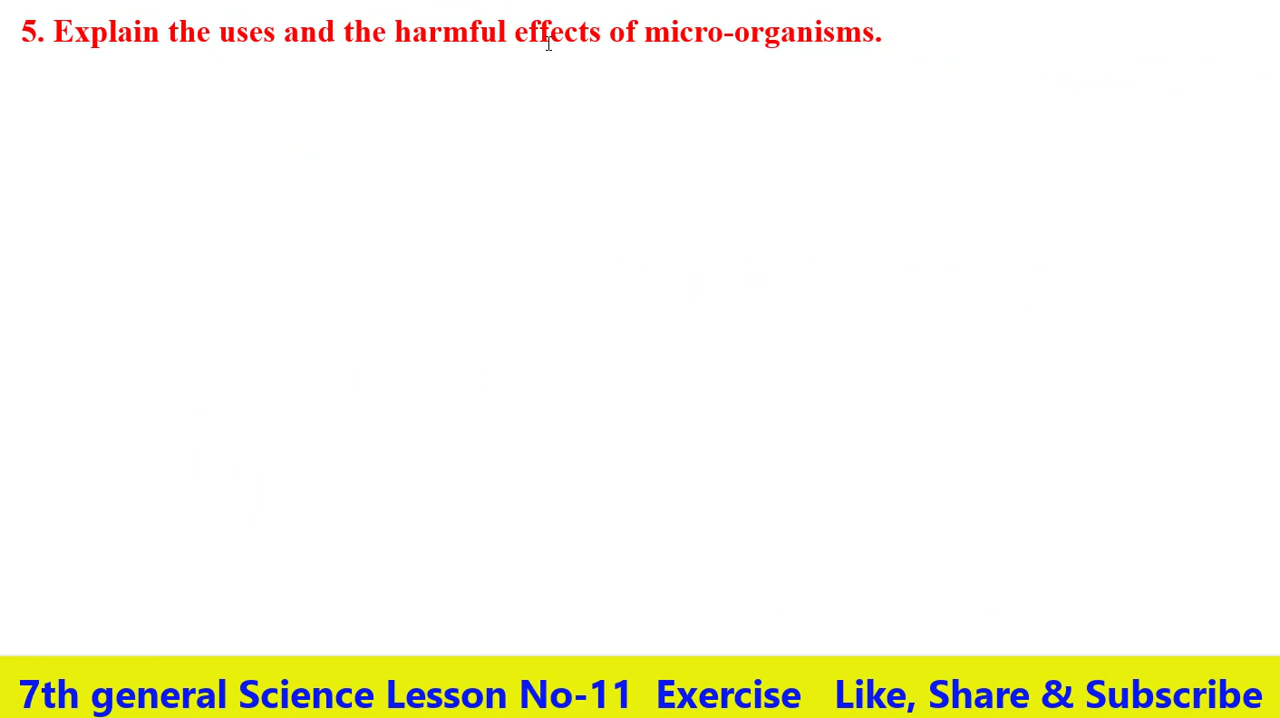 5. Explain the uses and the harmful effects of micro-organisms.
7th general Science Lesson No-11 Exercise Like, Share & Subscribe